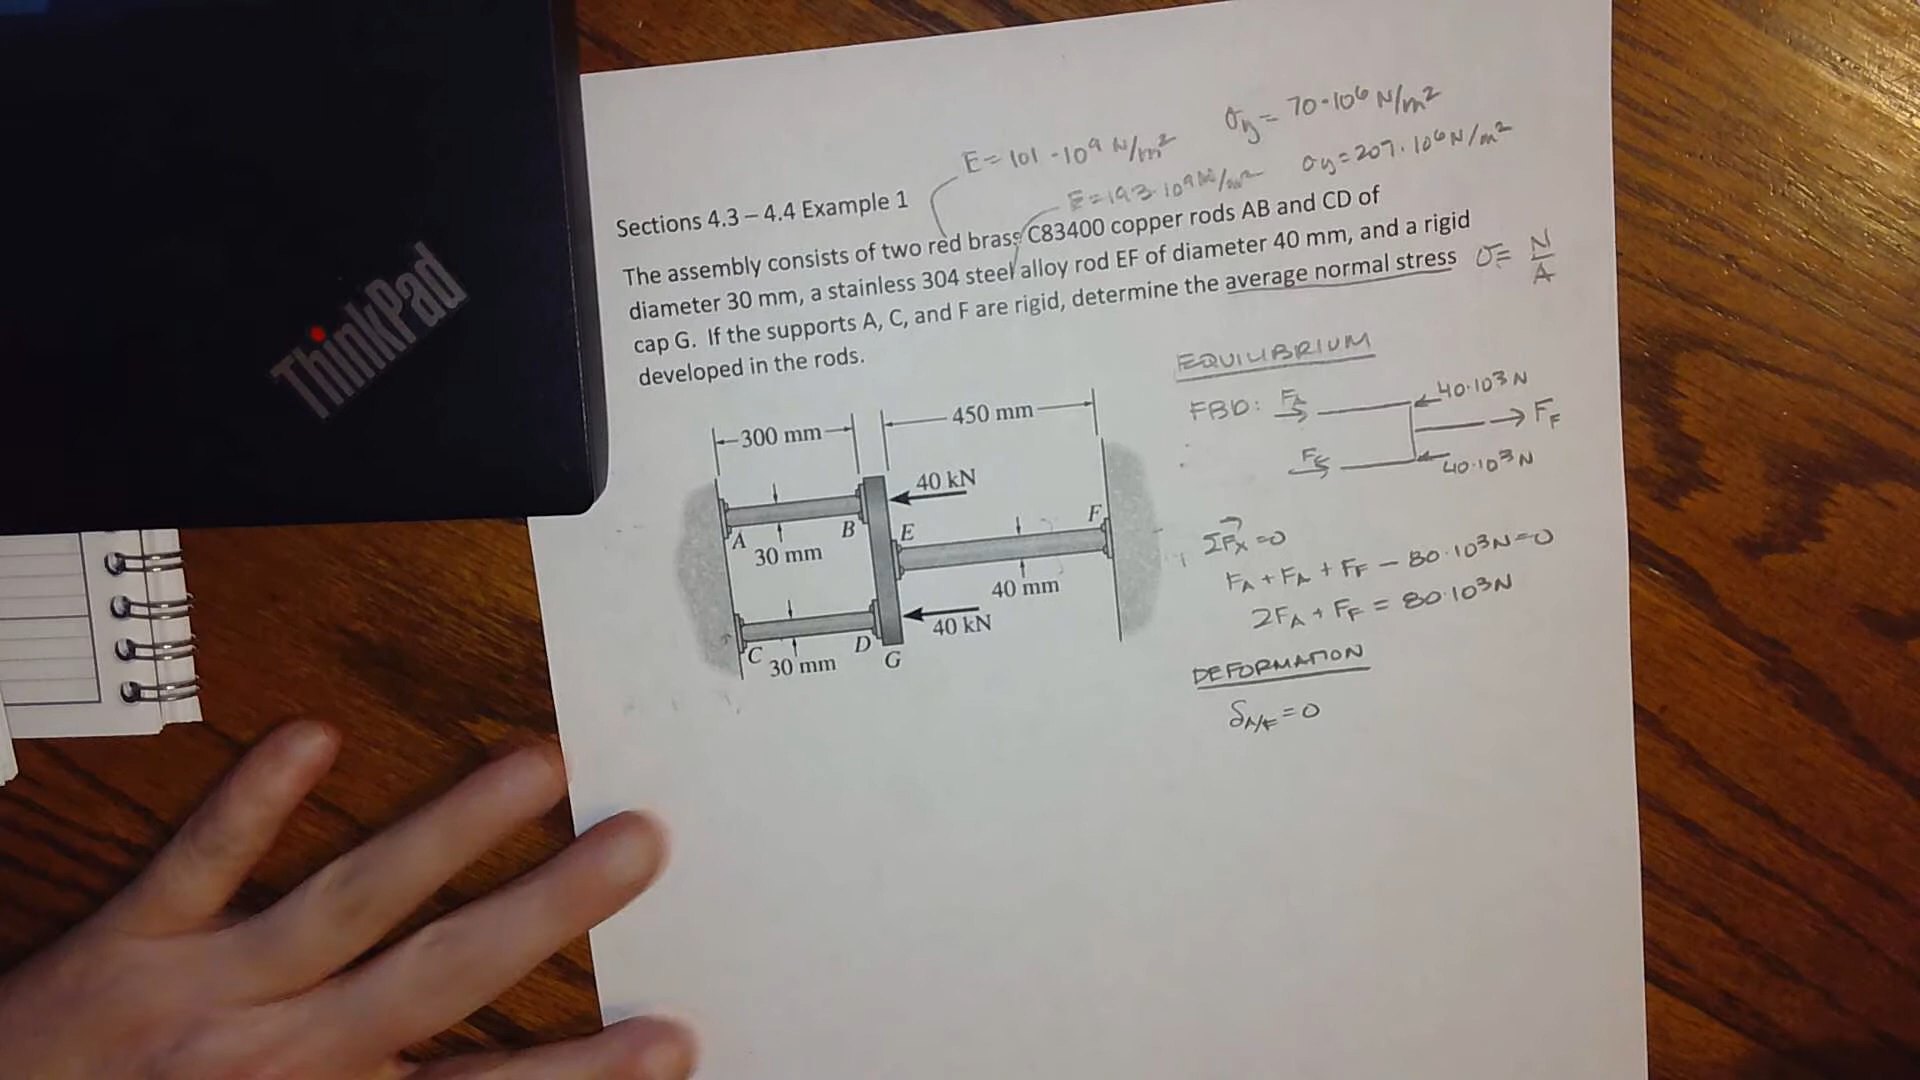 ThinkPad
E = 101 · 10⁹ N/m²
σy = 70 · 10⁶ N/m²
E = 193 · 10⁹ N/m²
σy = 207 · 10⁶ N/m²
Sections 4.3 – 4.4 Example 1
The assembly consists of two red brass C83400 copper rods AB and CD of
diameter 30 mm, a stainless 304 steel alloy rod EF of diameter 40 mm, and a rigid
cap G. If the supports A, C, and F are rigid, determine the average normal stress
developed in the rods.
σ = N/A
300 mm
450 mm
40 kN
A
B
30 mm
E
F
40 mm
40 kN
C
D
30 mm
G
EQUILIBRIUM
FBD:
FA
40·10³ N
FF
FC
40·10³ N
ΣFx = 0
FA + FA + FF − 80·10³N = 0
2FA + FF = 80·10³N
DEFORMATION
δA/F = 0